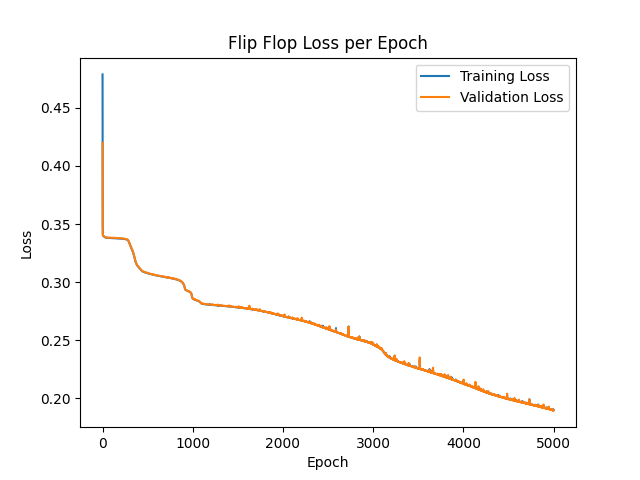 Flip Flop Loss per Epoch
Training Loss
Validation Loss
Loss
0.45
0.40
0.35
0.30
0.25
0.20
0
1000
2000
3000
4000
5000
Epoch